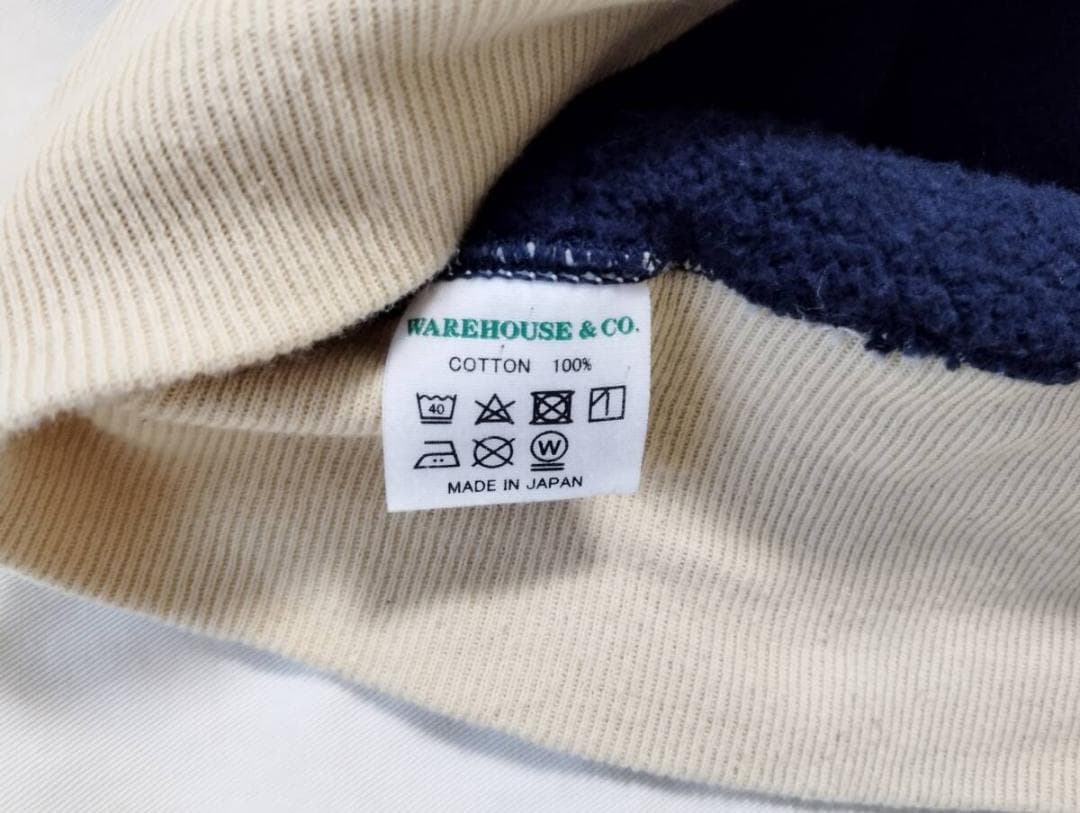 WAREHOUSE & CO.
COTTON 100%
40
W
MADE IN JAPAN